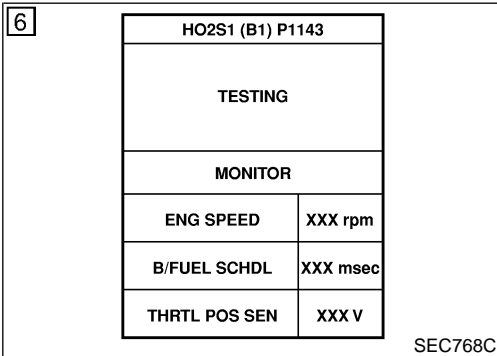 6
HO2S1 (B1) P1143
TESTING
MONITOR
ENG SPEED XXX rpm
B/FUEL SCHDL XXX msec
THRTL POS SEN XXX V
SEC768C